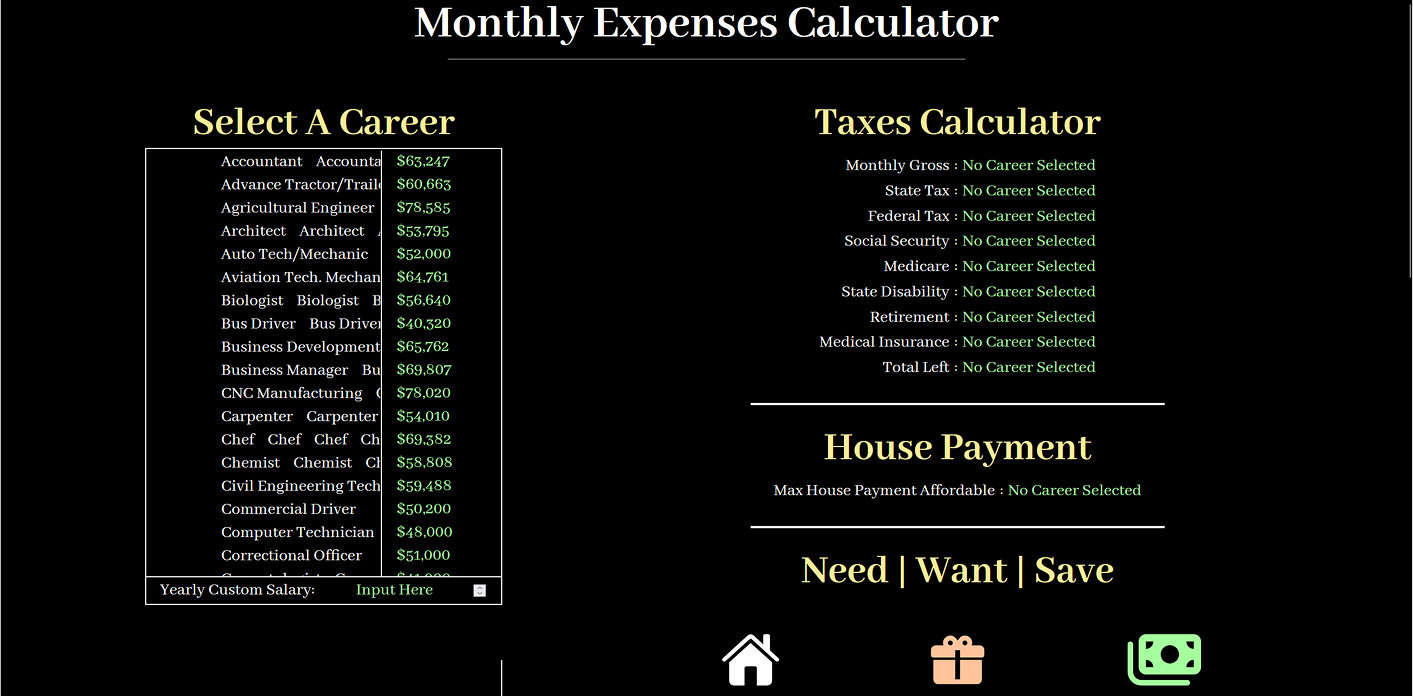 Monthly Expenses Calculator
Select A Career
Accountant Accounta $63,247
Advance Tractor/Traile $60,663
Agricultural Engineer $78,585
Architect Architect $53,795
Auto Tech/Mechanic $52,000
Aviation Tech. Mechan $64,761
Biologist Biologist B $56,640
Bus Driver Bus Driver $40,320
Business Development $65,762
Business Manager Bu $69,807
CNC Manufacturing $78,020
Carpenter Carpenter $54,010
Chef Chef Chef Ch $69,382
Chemist Chemist Ch $58,808
Civil Engineering Tech $59,488
Commercial Driver $50,200
Computer Technician $48,000
Correctional Officer $51,000
Yearly Custom Salary: Input Here
Taxes Calculator
Monthly Gross : No Career Selected
State Tax : No Career Selected
Federal Tax : No Career Selected
Social Security : No Career Selected
Medicare : No Career Selected
State Disability : No Career Selected
Retirement : No Career Selected
Medical Insurance : No Career Selected
Total Left : No Career Selected
House Payment
Max House Payment Affordable : No Career Selected
Need | Want | Save